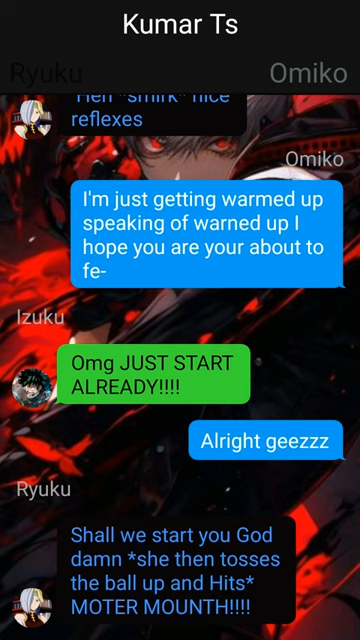 Kumar Ts
Ryuku
Omiko
"Heh *smirk* nice
reflexes
Omiko
I'm just getting warmed up
speaking of warned up I
hope you are your about to
fe-
Izuku
Omg JUST START
ALREADY!!!!
Alright geezzz
Ryuku
Shall we start you God
damn *she then tosses
the ball up and Hits*
MOTER MOUNTH!!!!